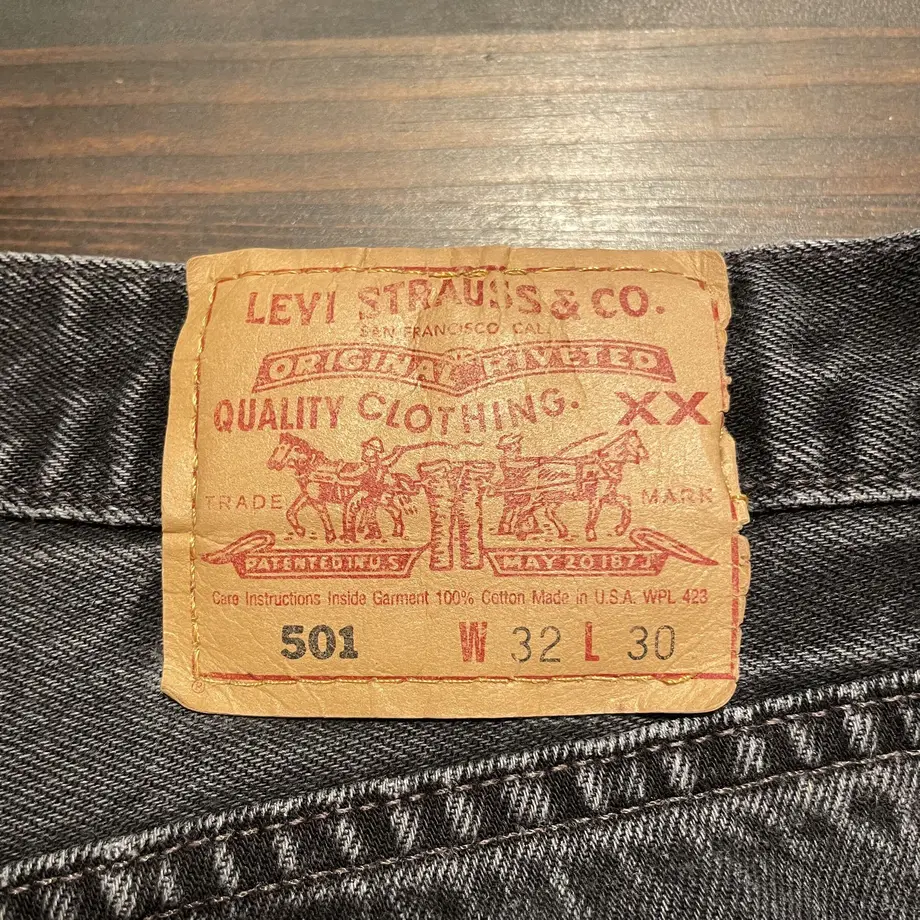 LEVI STRAUSS & CO.
SAN FRANCISCO, CAL.
ORIGINAL RIVETED
QUALITY CLOTHING. XX
TRADE MARK
PATENTED IN U.S. MAY 20 1873
Care Instructions Inside Garment 100% Cotton Made in U.S.A. WPL 423
501 W 32 L 30
®